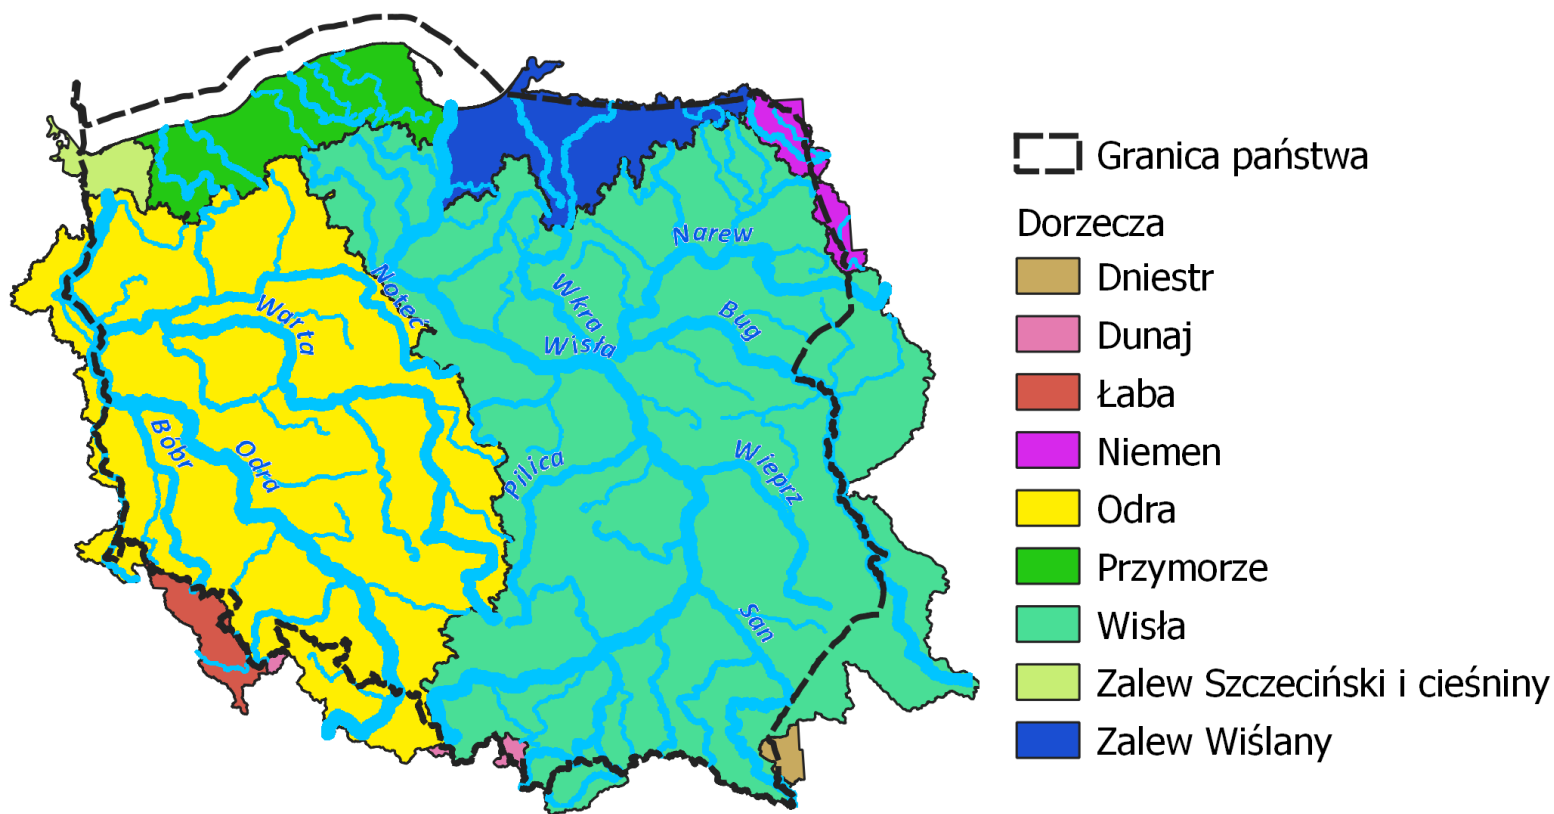 Narew
Noteć
Wkra
Warta
Bug
Wisła
Bóbr
Odra
Pilica
Wieprz
San
Granica państwa
Dorzecza
Dniestr
Dunaj
Łaba
Niemen
Odra
Przymorze
Wisła
Zalew Szczeciński i cieśniny
Zalew Wiślany